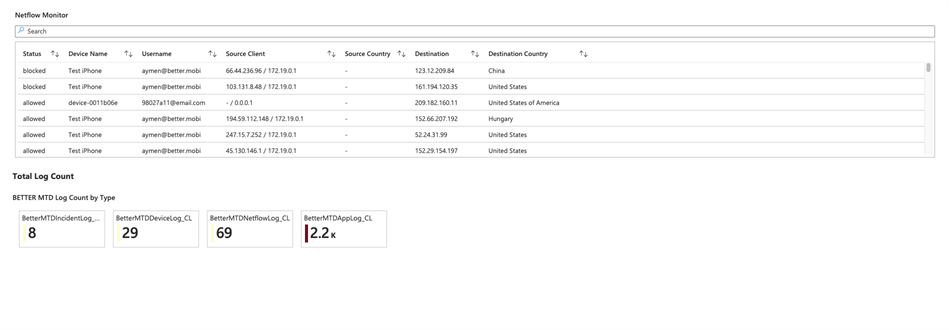 Netflow Monitor
Search
Status Device Name Username Source Client Source Country Destination Destination Country
blocked Test iPhone aymen@better.mobi 66.44.236.96 / 172.19.0.1 - 123.12.209.84 China
blocked Test iPhone aymen@better.mobi 103.131.8.48 / 172.19.0.1 - 161.194.120.35 United States
allowed device-0011b06e 98027a11@email.com - / 0.0.0.1 209.182.160.11 United States of America
allowed Test iPhone aymen@better.mobi 194.59.112.148 / 172.19.0.1 - 152.66.207.192 Hungary
allowed Test iPhone aymen@better.mobi 247.15.7.252 / 172.19.0.1 - 52.24.31.99 United States
allowed Test iPhone aymen@better.mobi 45.130.146.1 / 172.19.0.1 - 152.29.154.197 United States
Total Log Count
BETTER MTD Log Count by Type
BetterMTDIncidentLog_... BetterMTDDeviceLog_CL BetterMTDNetflowLog_CL BetterMTDAppLog_CL
8 29 69 2.2 K